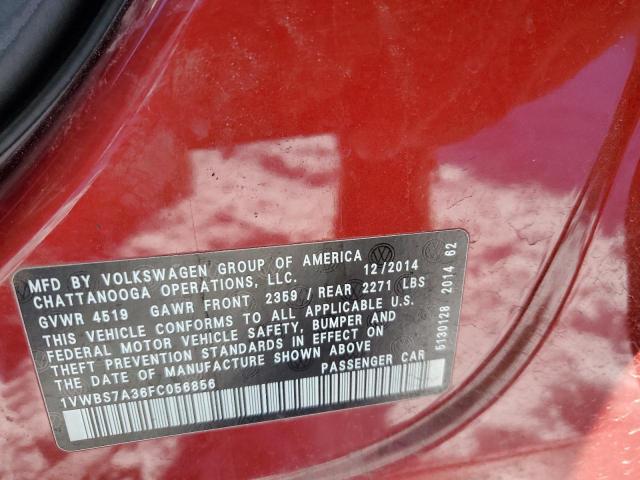 MFD BY VOLKSWAGEN GROUP OF AMERICA
CHATTANOOGA OPERATIONS, LLC. 12/2014
GVWR 4519 GAWR FRONT 2359 / REAR 2271 LBS
THIS VEHICLE CONFORMS TO ALL APPLICABLE U.S.
FEDERAL MOTOR VEHICLE SAFETY, BUMPER AND
THEFT PREVENTION STANDARDS IN EFFECT ON
THE DATE OF MANUFACTURE SHOWN ABOVE
1VWBS7A36FC056856 PASSENGER CAR
5130128 2014 62